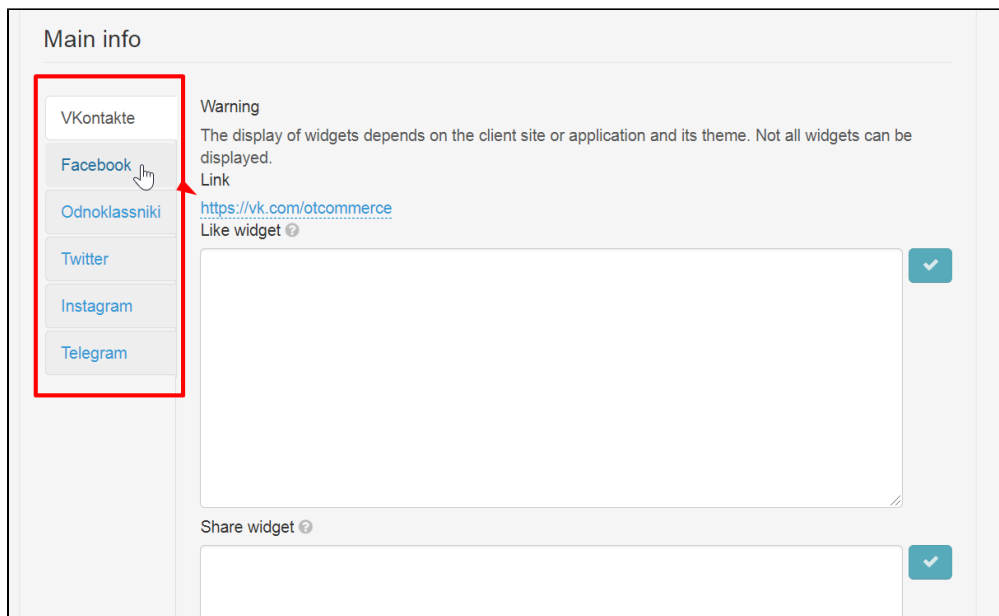 Main info
VKontakte
Facebook
Odnoklassniki
Twitter
Instagram
Telegram
Warning
The display of widgets depends on the client site or application and its theme. Not all widgets can be
displayed.
Link
https://vk.com/otcommerce
Like widget ?
Share widget ?